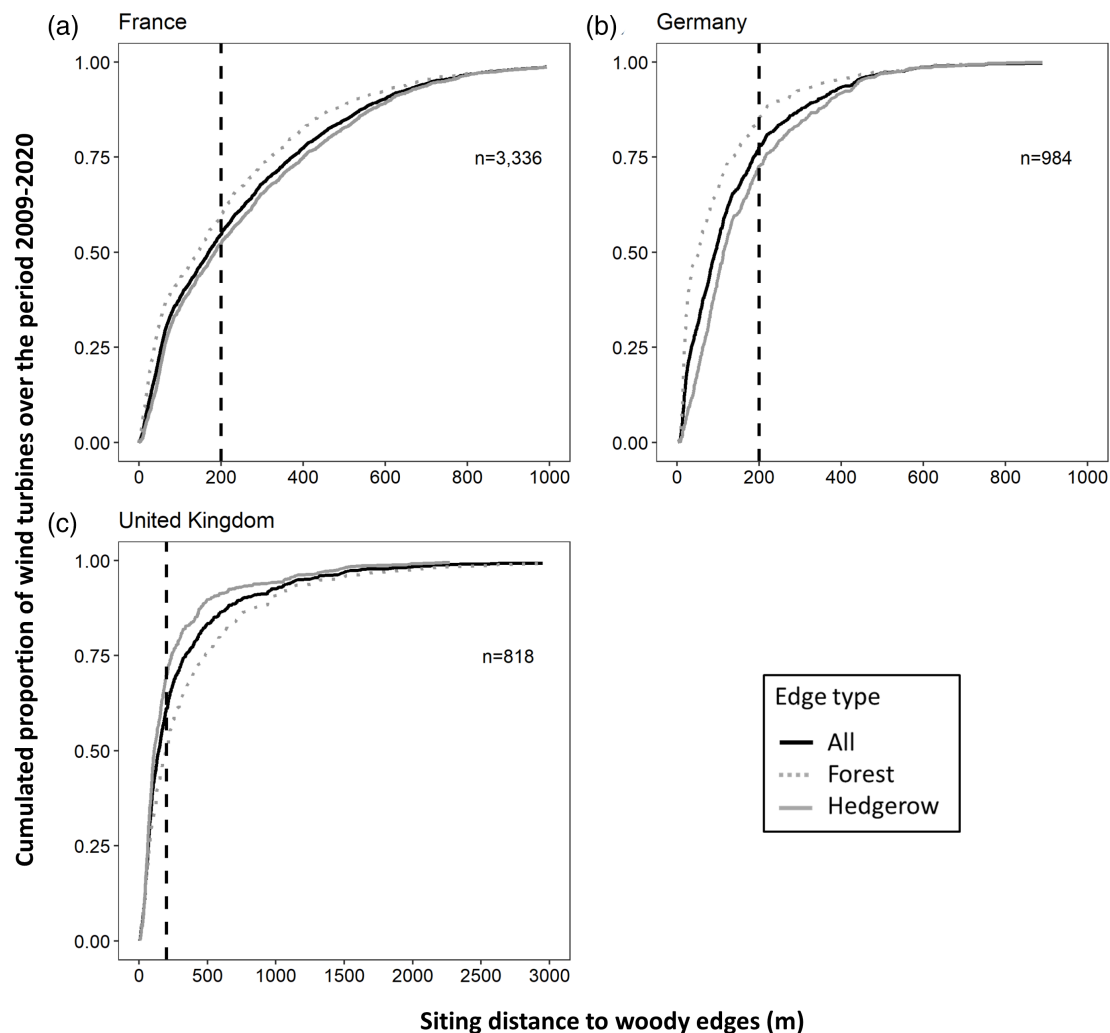 (a) France
1.00
0.75
0.50
0.25
0.00
n=3,336
0 200 400 600 800 1000
(b) Germany
1.00
0.75
0.50
0.25
0.00
n=984
0 200 400 600 800 1000
(c) United Kingdom
1.00
0.75
0.50
0.25
0.00
n=818
0 500 1000 1500 2000 2500 3000
Edge type
All
Forest
Hedgerow
Cumulated proportion of wind turbines over the period 2009-2020
Siting distance to woody edges (m)